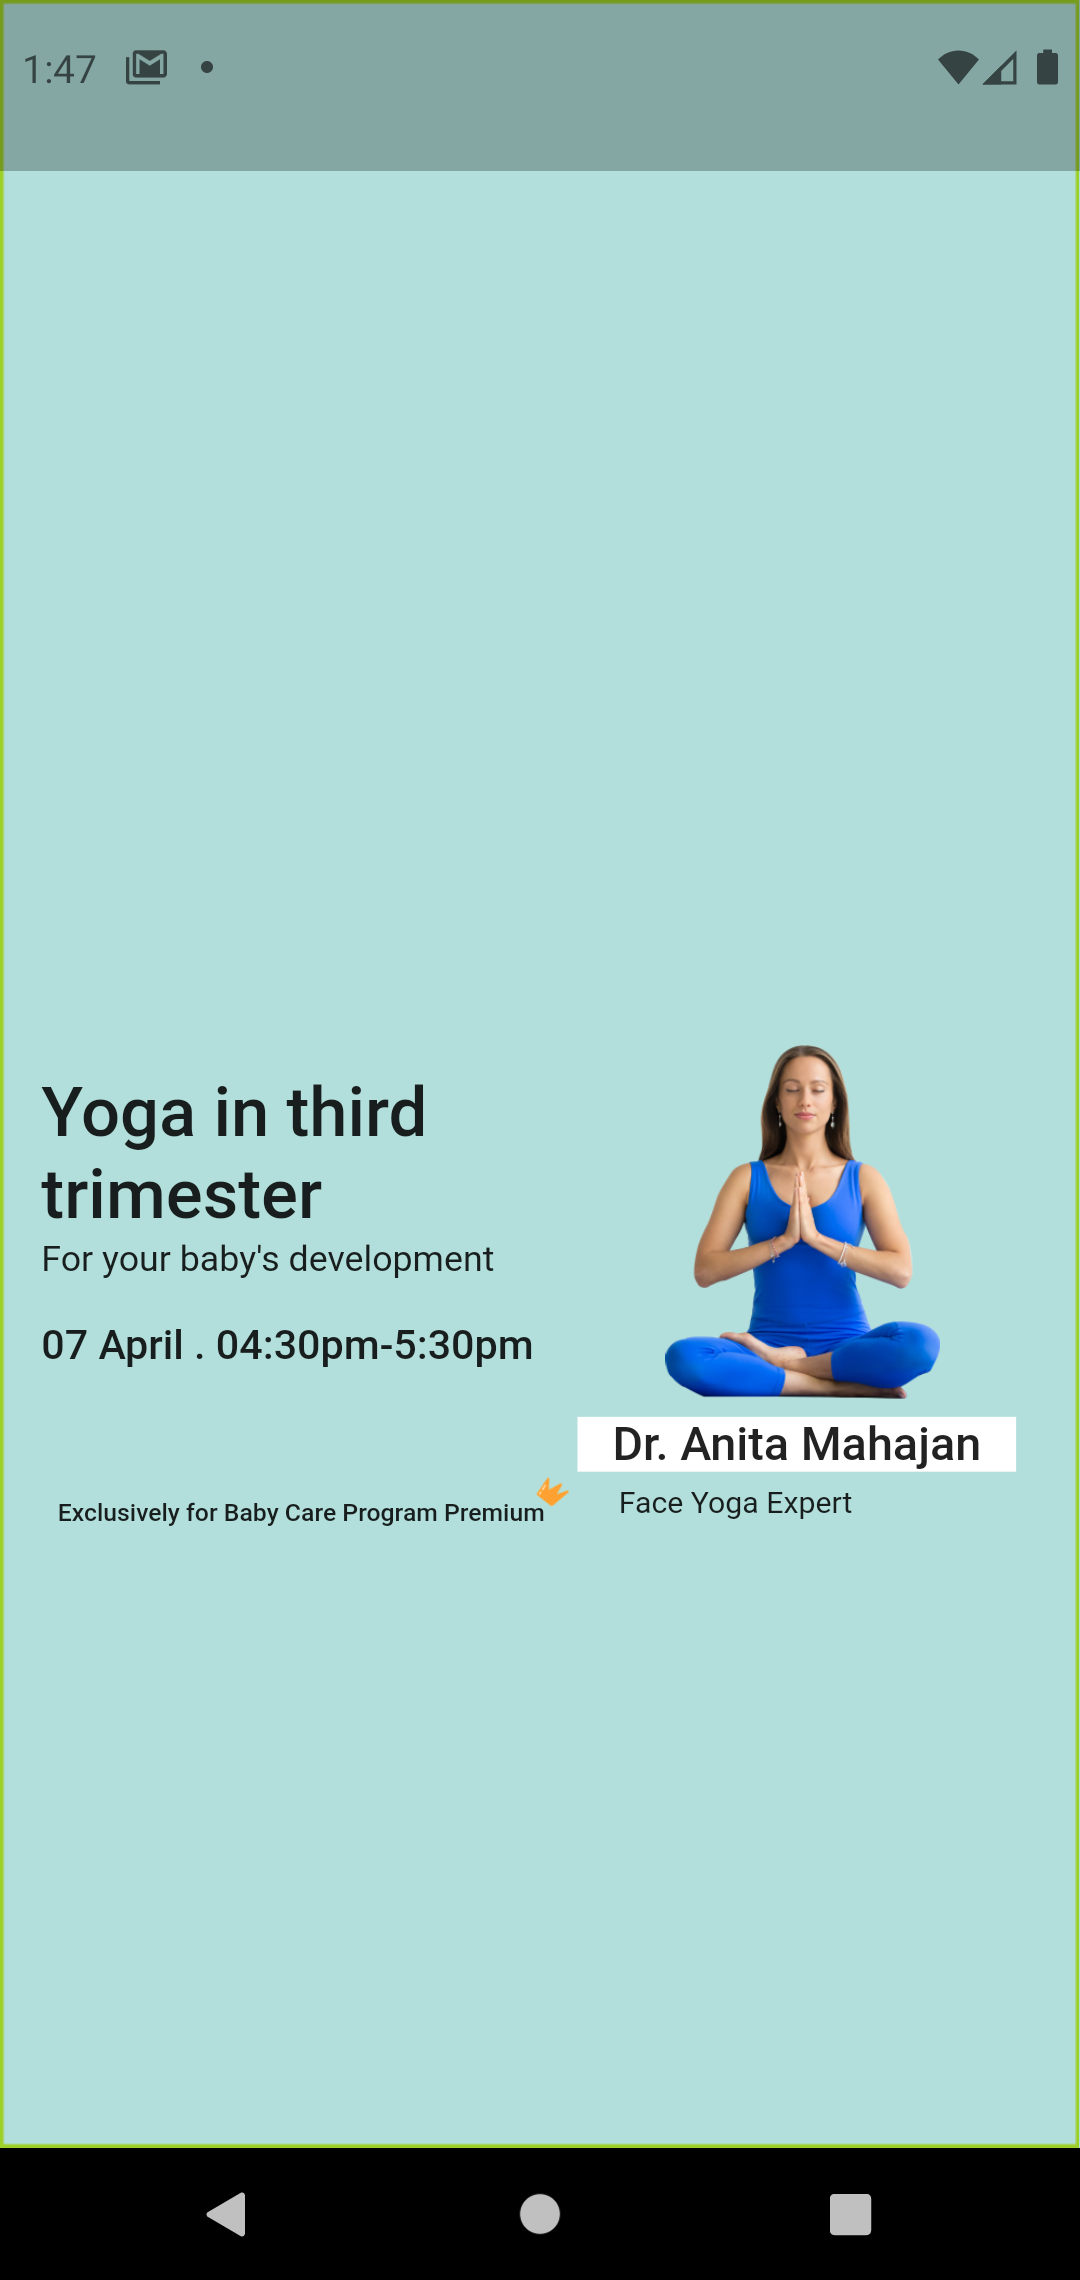 1:47
Yoga in third
trimester
For your baby's development
07 April . 04:30pm-5:30pm
Dr. Anita Mahajan
Face Yoga Expert
Exclusively for Baby Care Program Premium